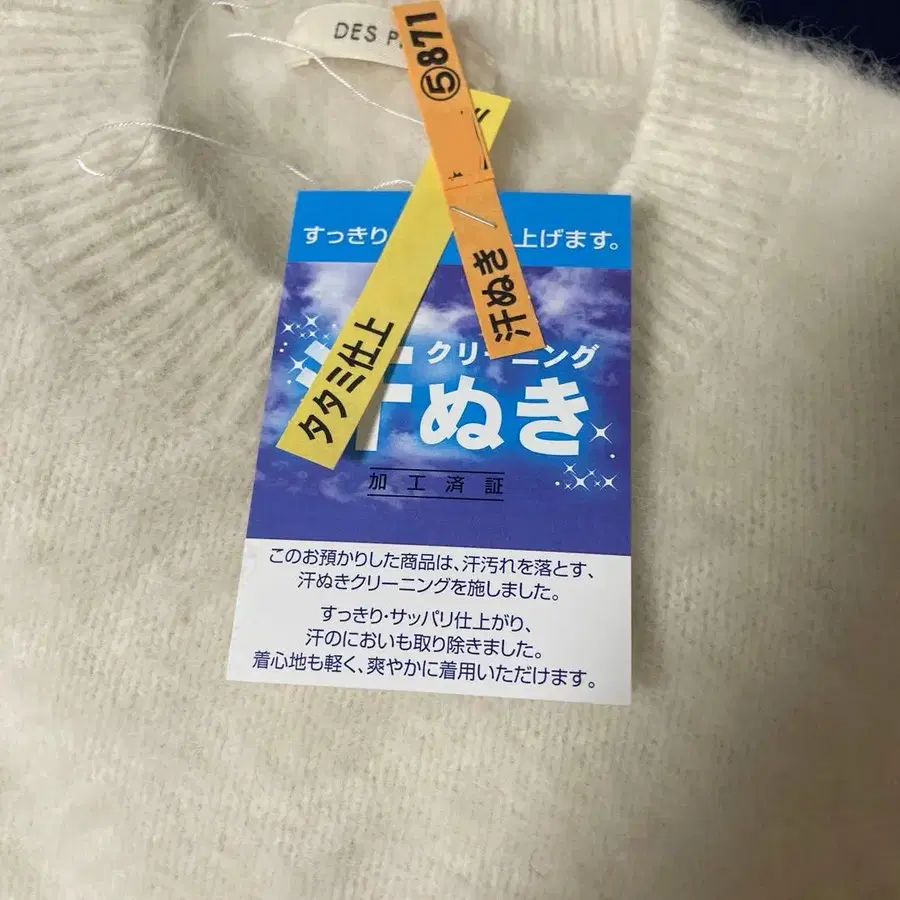 DES P
⑤871
汗ぬき
タタミ仕上
すっきり
上げます。
クリーニング
汗ぬき
加工済証
このお預かりした商品は、汗汚れを落とす、
汗ぬきクリーニングを施しました。
すっきり・サッパリ仕上がり、
汗のにおいも取り除きました。
着心地も軽く、爽やかに着用いただけます。